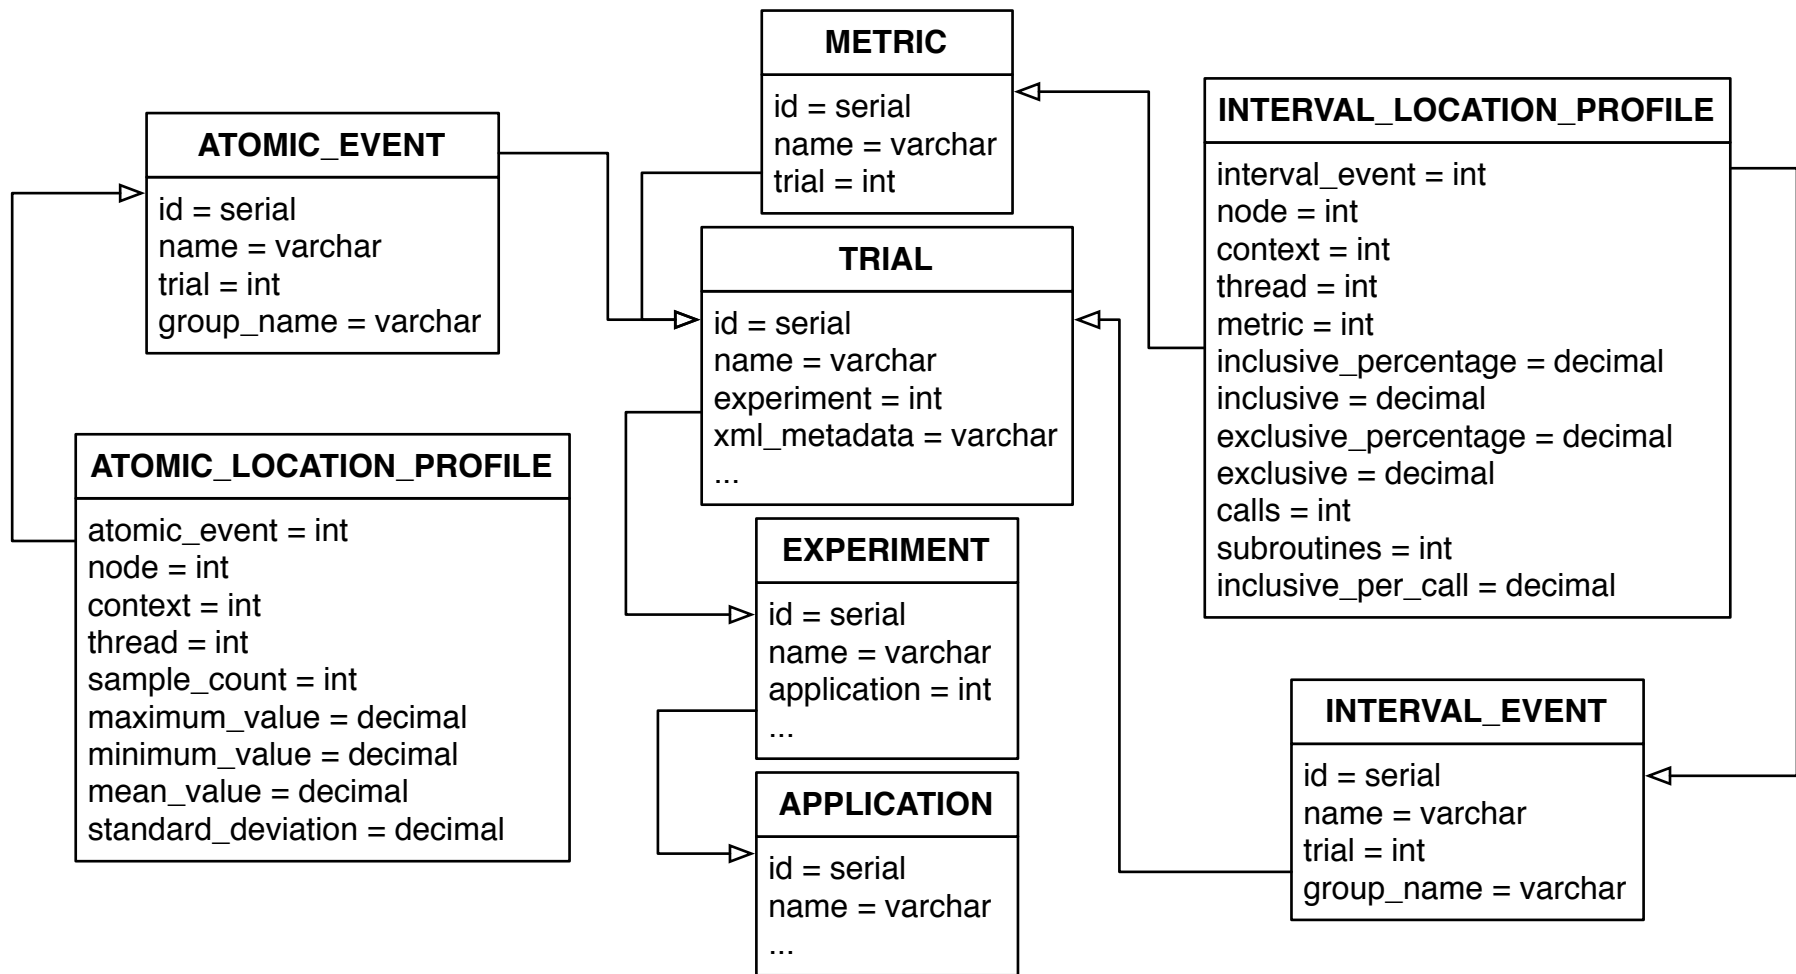 METRIC
id = serial
name = varchar
trial = int
ATOMIC_EVENT
id = serial
name = varchar
trial = int
group_name = varchar
INTERVAL_LOCATION_PROFILE
interval_event = int
node = int
context = int
thread = int
metric = int
inclusive_percentage = decimal
inclusive = decimal
exclusive_percentage = decimal
exclusive = decimal
calls = int
subroutines = int
inclusive_per_call = decimal
TRIAL
id = serial
name = varchar
experiment = int
xml_metadata = varchar
...
ATOMIC_LOCATION_PROFILE
atomic_event = int
node = int
context = int
thread = int
sample_count = int
maximum_value = decimal
minimum_value = decimal
mean_value = decimal
standard_deviation = decimal
EXPERIMENT
id = serial
name = varchar
application = int
...
INTERVAL_EVENT
id = serial
name = varchar
trial = int
group_name = varchar
APPLICATION
id = serial
name = varchar
...